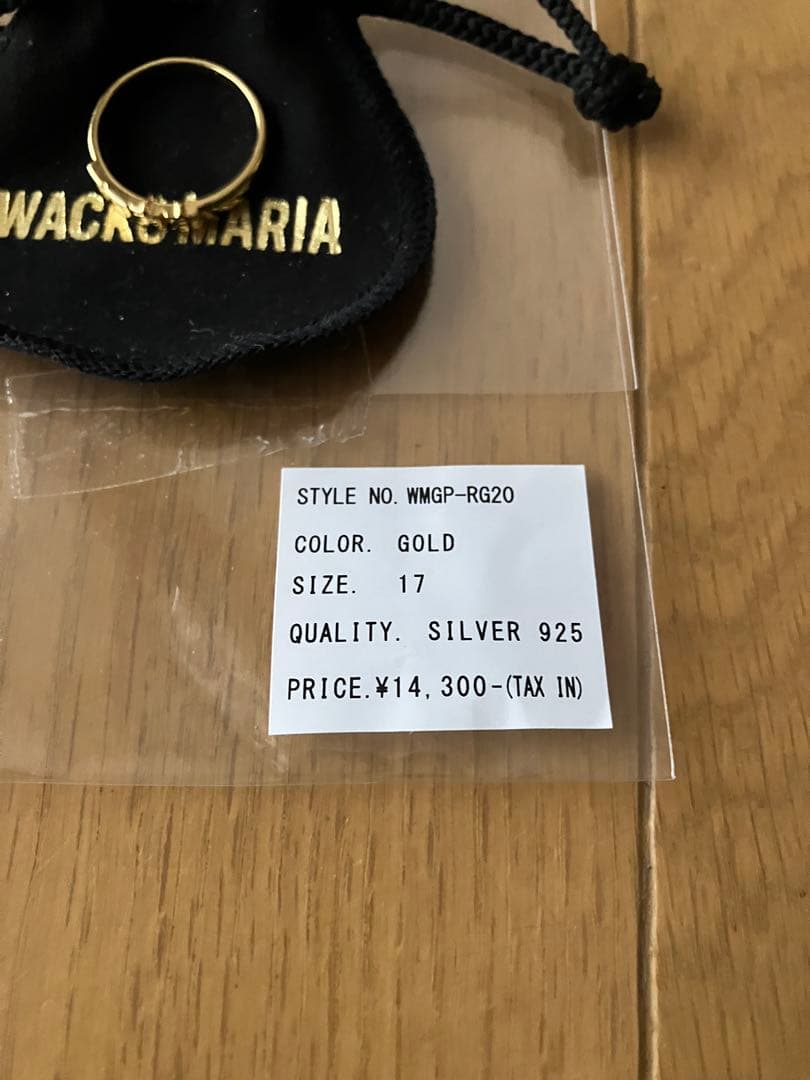 WACKO MARIA
STYLE NO. WMGP-RG20
COLOR. GOLD
SIZE. 17
QUALITY. SILVER 925
PRICE.¥14,300-(TAX IN)